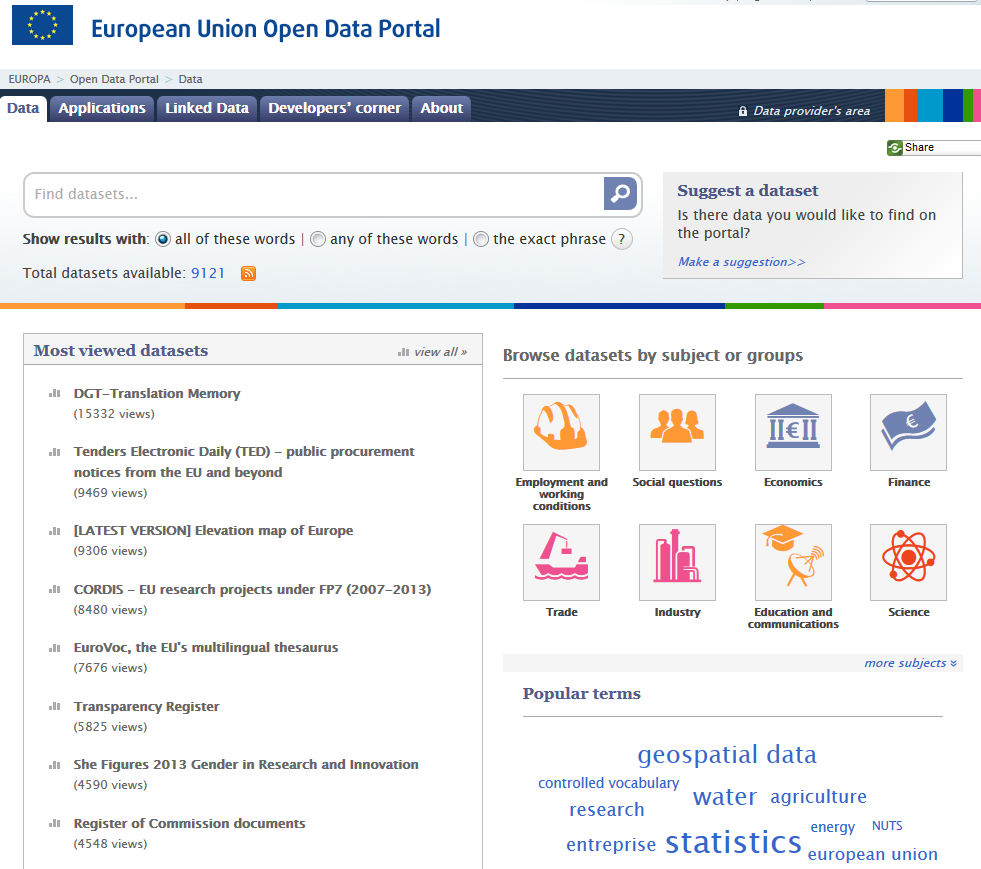 European Union Open Data Portal
EUROPA > Open Data Portal > Data
Data Applications Linked Data Developers' corner About
Data provider's area
Share
Find datasets...
Show results with: all of these words | any of these words | the exact phrase ?
Total datasets available: 9121
Suggest a dataset
Is there data you would like to find on
the portal?
Make a suggestion>>
Most viewed datasets
view all »
DGT-Translation Memory
(15332 views)
Tenders Electronic Daily (TED) - public procurement
notices from the EU and beyond
(9469 views)
[LATEST VERSION] Elevation map of Europe
(9306 views)
CORDIS - EU research projects under FP7 (2007-2013)
(8480 views)
EuroVoc, the EU's multilingual thesaurus
(7676 views)
Transparency Register
(5825 views)
She Figures 2013 Gender in Research and Innovation
(4590 views)
Register of Commission documents
(4548 views)
Browse datasets by subject or groups
Employment and
working
conditions
Social questions
Economics
Finance
Trade
Industry
Education and
communications
Science
more subjects
Popular terms
geospatial data
controlled vocabulary
water agriculture
research
energy NUTS
entreprise statistics
european union